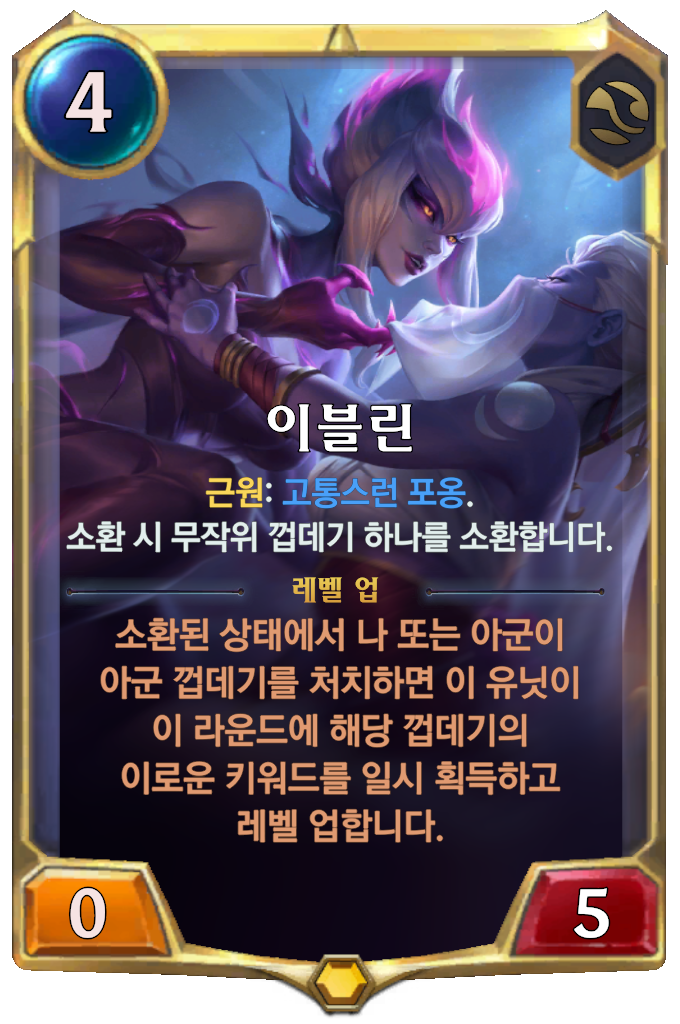 4
이블린
근원: 고통스런 포옹.
소환 시 무작위 껍데기 하나를 소환합니다.
레벨 업
소환된 상태에서 나 또는 아군이
아군 껍데기를 처치하면 이 유닛이
이 라운드에 해당 껍데기의
이로운 키워드를 일시 획득하고
레벨 업합니다.
0
5